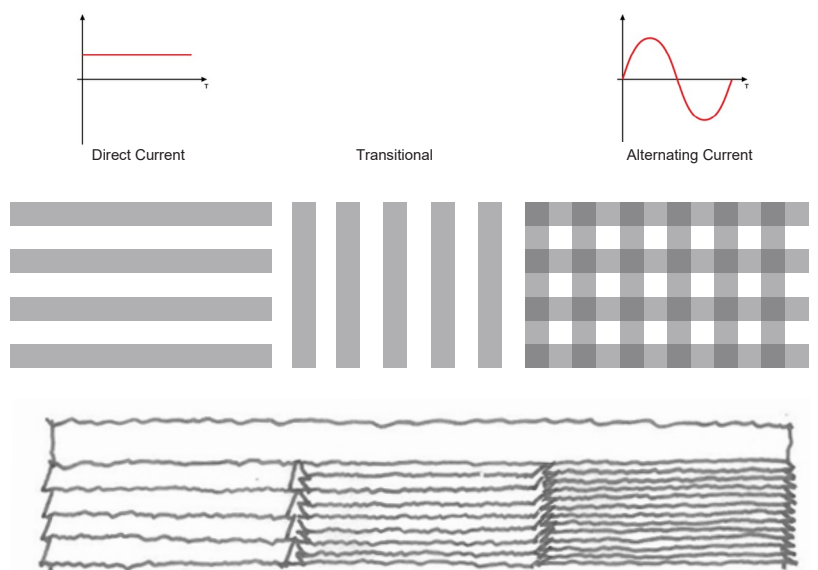 T
T
Direct Current
Transitional
Alternating Current